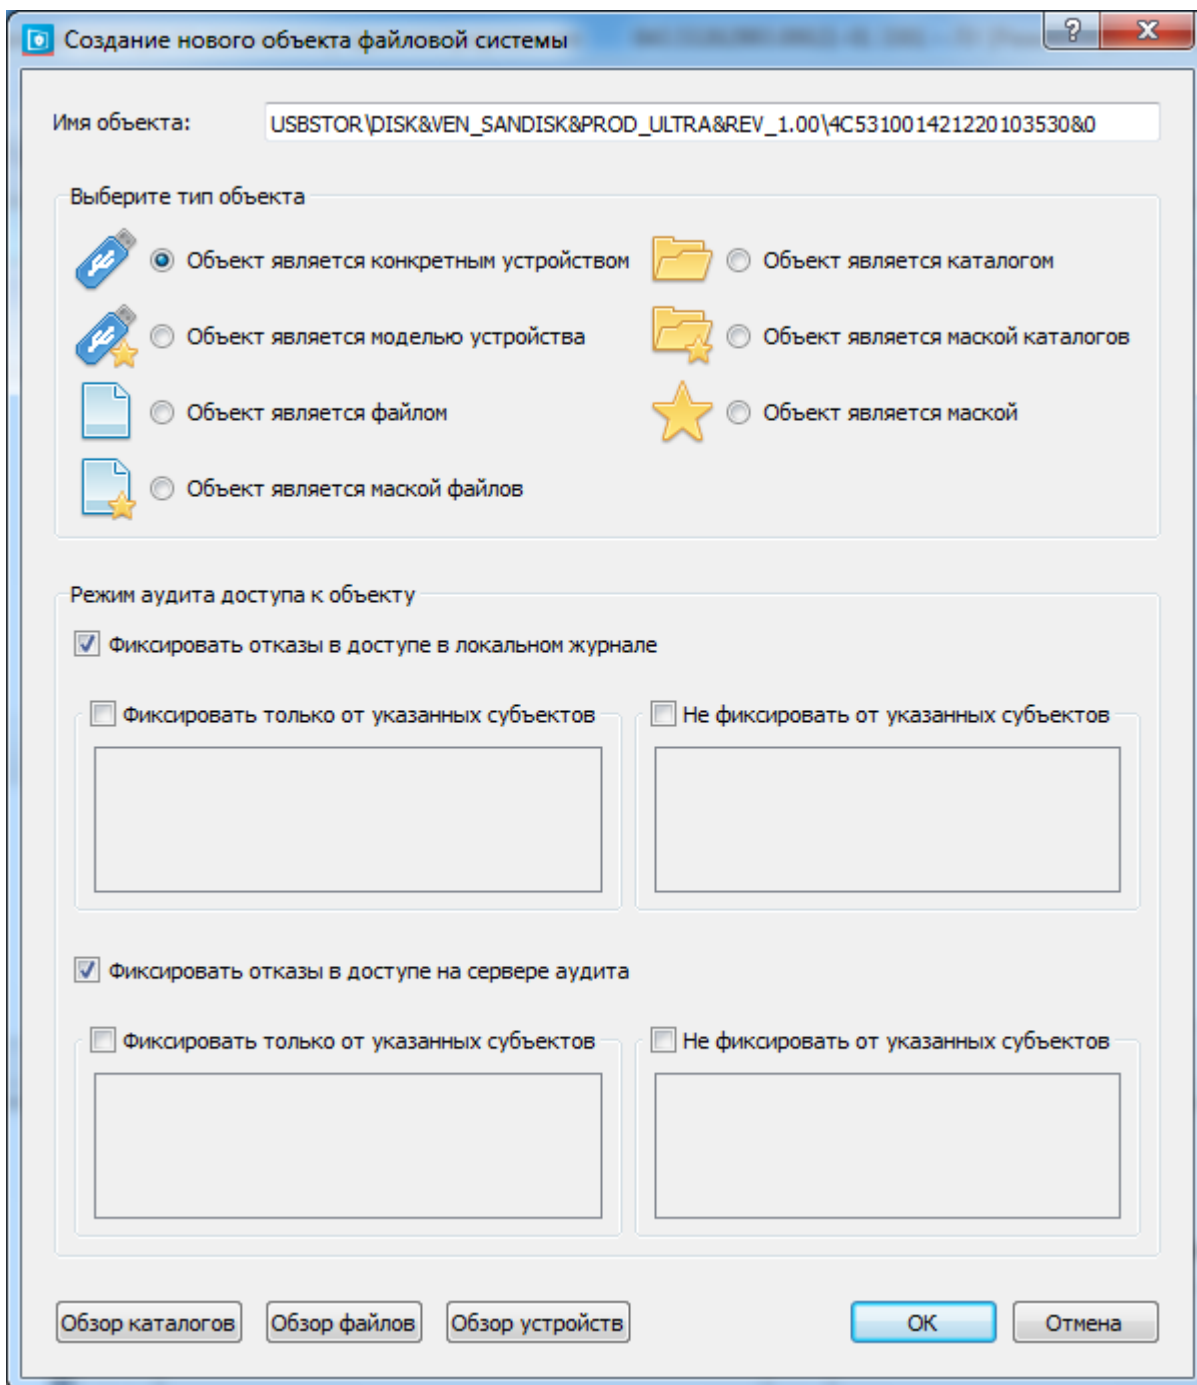 Создание нового объекта файловой системы
Имя объекта: USBSTOR\DISK&VEN_SANDISK&PROD_ULTRA&REV_1.00\4C531001421220103530&0
Выберите тип объекта
Объект является конкретным устройством Объект является каталогом
Объект является моделью устройства Объект является маской каталогов
Объект является файлом Объект является маской
Объект является маской файлов
Режим аудита доступа к объекту
Фиксировать отказы в доступе в локальном журнале
Фиксировать только от указанных субъектов Не фиксировать от указанных субъектов
Фиксировать отказы в доступе на сервере аудита
Фиксировать только от указанных субъектов Не фиксировать от указанных субъектов
Обзор каталогов Обзор файлов Обзор устройств ОК Отмена